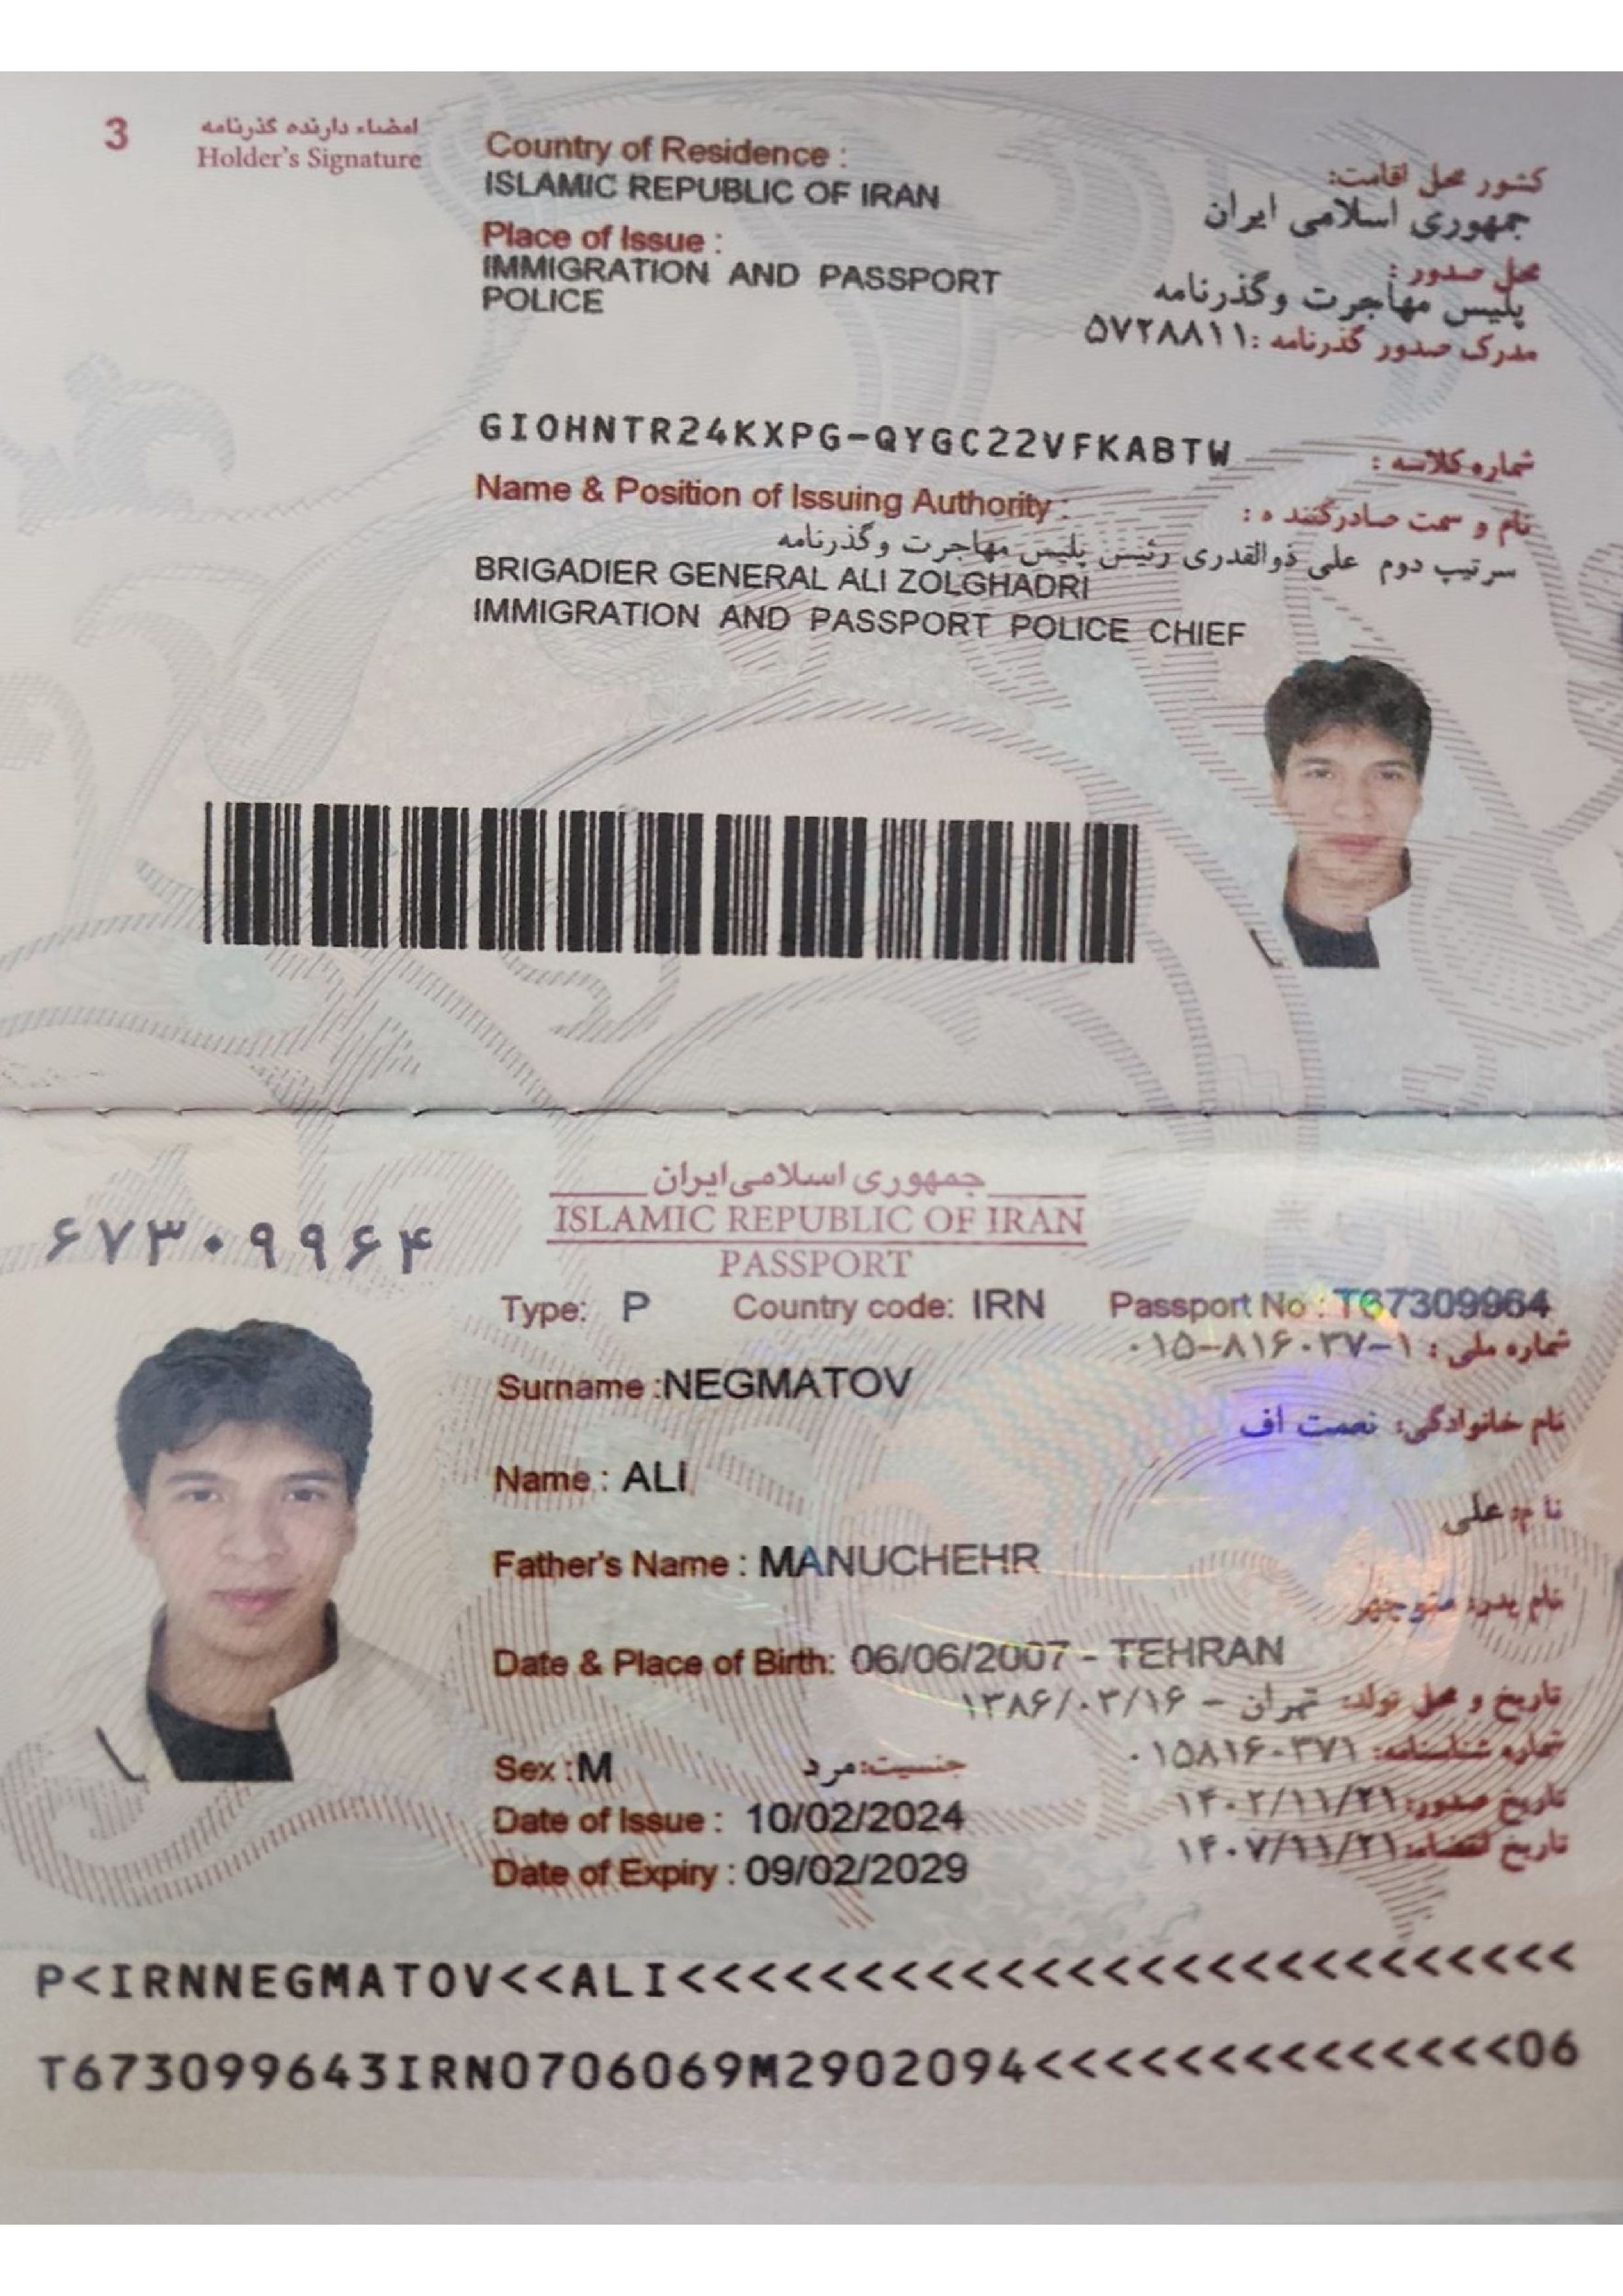 3
امضاء دارنده گذرنامه
Holder's Signature
Country of Residence :
ISLAMIC REPUBLIC OF IRAN
کشور محل اقامت:
جمهوری اسلامی ایران
Place of Issue :
IMMIGRATION AND PASSPORT
POLICE
محل صدور :
پلیس مهاجرت وگذرنامه
مدرک صدور گذرنامه :۵۷۲۸۸۱۱
GIOHNTR24KXPG-QYGC22VFKABTW
شماره کلاسه :
Name & Position of Issuing Authority :
نام و سمت صادرکننده :
سرتیپ دوم علی ذوالقدری رئیس پلیس مهاجرت وگذرنامه
BRIGADIER GENERAL ALI ZOLGHADRI
IMMIGRATION AND PASSPORT POLICE CHIEF
جمهوری اسلامی ایران
ISLAMIC REPUBLIC OF IRAN
PASSPORT
۶۷۳۰۹۹۶۴
Type: P Country code: IRN Passport No : T67309964
شماره ملی : ۰۱۵-۸۱۶۰۳۷-۱
Surname :NEGMATOV
نام خانوادگی: نعمت اف
Name : ALI
نام: علی
Father's Name : MANUCHEHR
نام پدر: منوچهر
Date & Place of Birth: 06/06/2007 - TEHRAN
تاریخ و محل تولد: تهران - ۱۳۸۶/۰۳/۱۶
شماره شناسنامه: ۰۱۵۸۱۶۰۳۷۱
Sex :M
جنسیت: مرد
Date of Issue : 10/02/2024
تاریخ صدور: ۱۴۰۲/۱۱/۲۱
Date of Expiry : 09/02/2029
تاریخ انقضاء: ۱۴۰۷/۱۱/۲۱
P<IRNNEGMATOV<<ALI<<<<<<<<<<<<<<<<<<<<<<<<<<
T673099643IRN0706069M2902094<<<<<<<<<<<<<<06